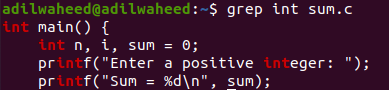 adilwaheed@adilwaheed:~$ grep int sum.c
int main() {
    int n, i, sum = 0;
    printf("Enter a positive integer: ");
    printf("Sum = %d\n", sum);